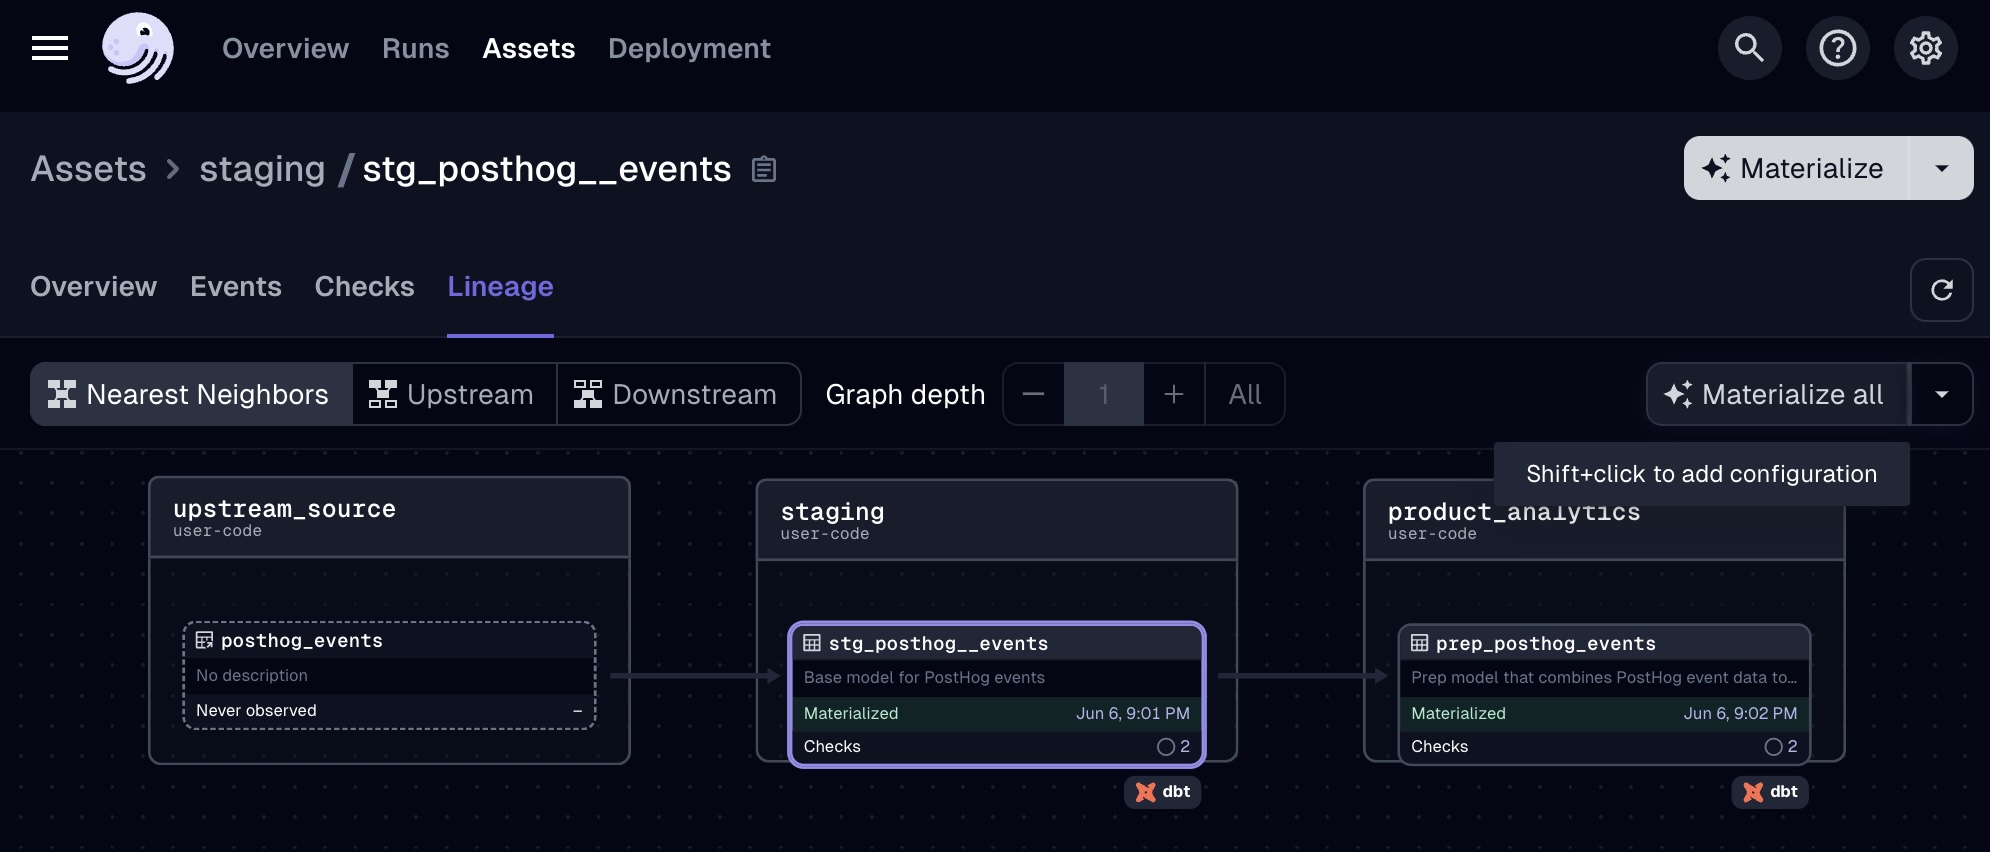 Overview Runs Assets Deployment
Assets > staging / stg_posthog__events
Materialize
Overview Events Checks Lineage
Nearest Neighbors Upstream Downstream Graph depth — 1 + All Materialize all
Shift+click to add configuration
upstream_source
user-code
posthog_events
No description
Never observed –
staging
user-code
stg_posthog__events
Base model for PostHog events
Materialized Jun 6, 9:01 PM
Checks 2
dbt
product_analytics
user-code
prep_posthog_events
Prep model that combines PostHog event data to...
Materialized Jun 6, 9:02 PM
Checks 2
dbt